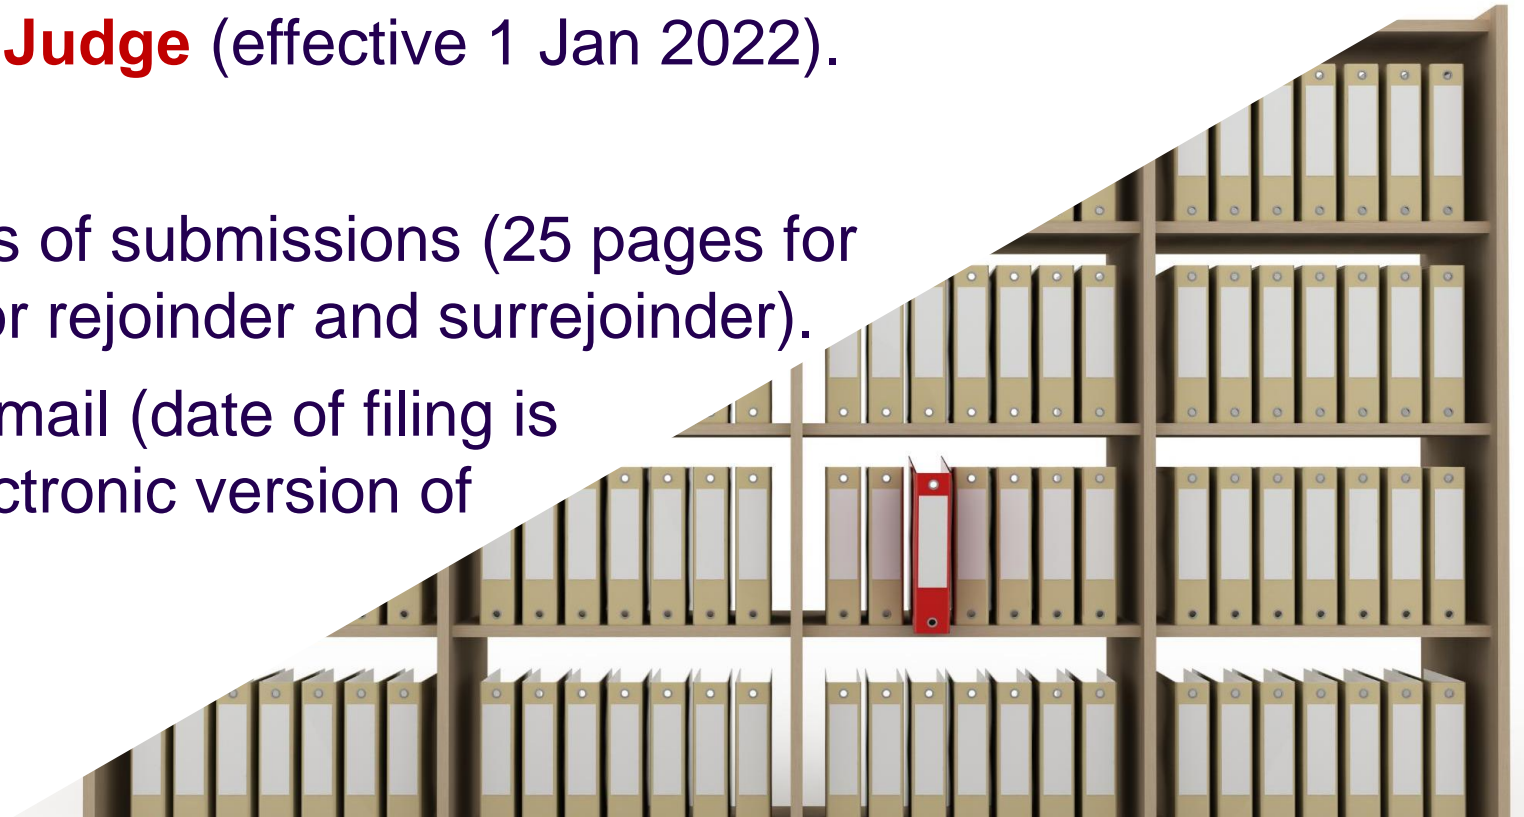 Judge (effective 1 Jan 2022).
s of submissions (25 pages for
or rejoinder and surrejoinder).
mail (date of filing is
ctronic version of